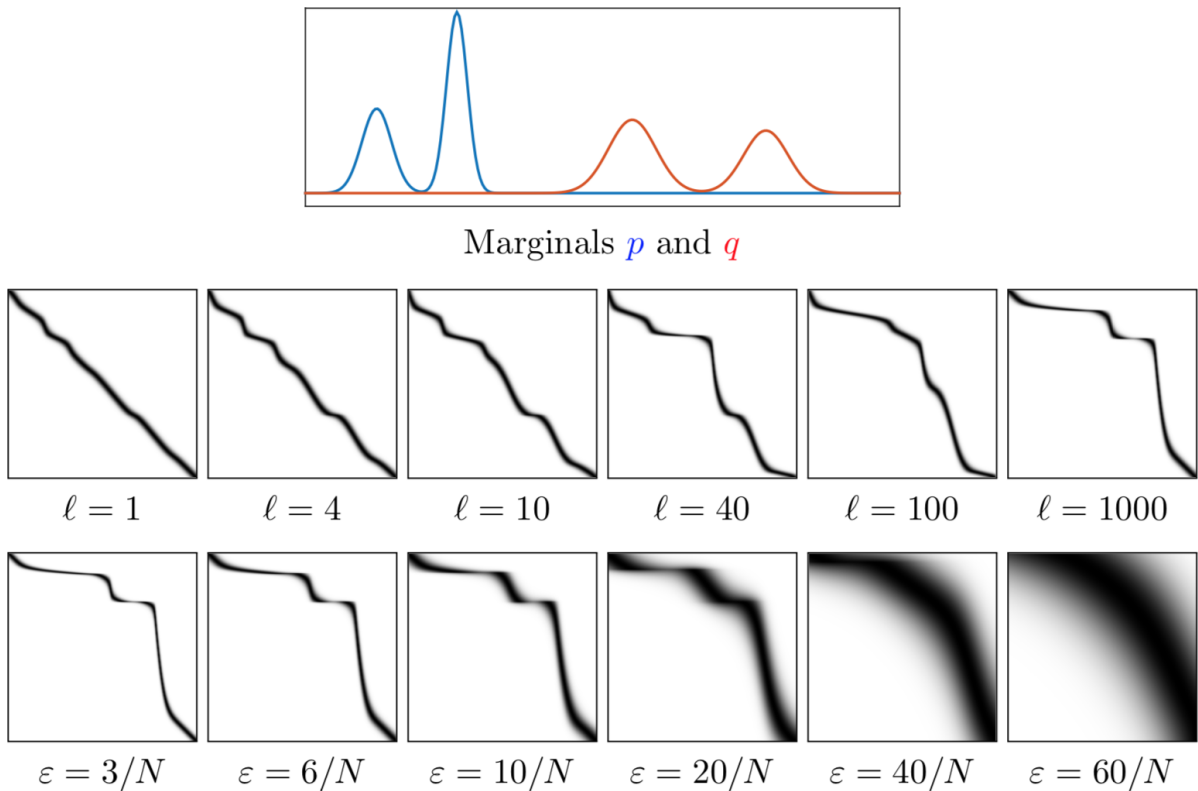 Marginals p and q
ℓ = 1 ℓ = 4 ℓ = 10 ℓ = 40 ℓ = 100 ℓ = 1000
ε = 3/N ε = 6/N ε = 10/N ε = 20/N ε = 40/N ε = 60/N